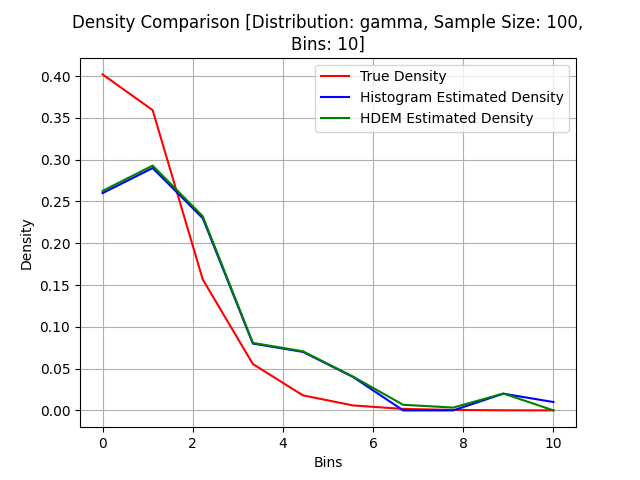 Density Comparison [Distribution: gamma, Sample Size: 100,
Bins: 10]
True Density
Histogram Estimated Density
HDEM Estimated Density
Density
0.40
0.35
0.30
0.25
0.20
0.15
0.10
0.05
0.00
0 2 4 6 8 10
Bins